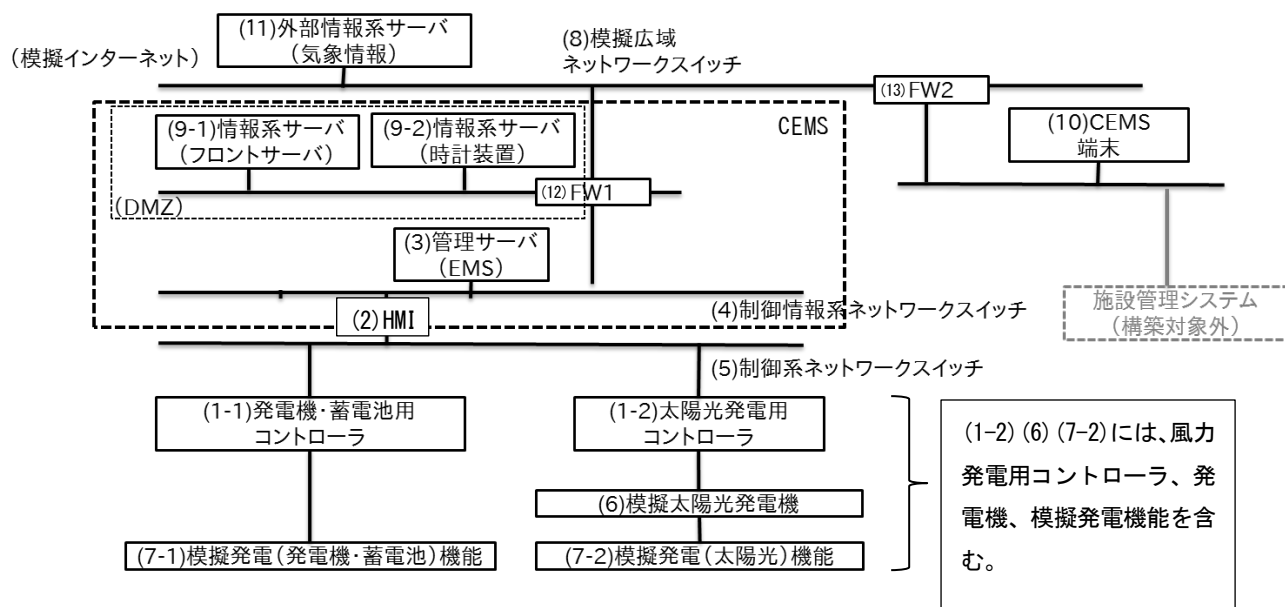 (11)外部情報系サーバ
(気象情報)
(模擬インターネット)
(8)模擬広域
ネットワークスイッチ
(13)FW2
CEMS
(9-1)情報系サーバ
(フロントサーバ)
(9-2)情報系サーバ
(時計装置)
(10)CEMS
端末
(12)FW1
(DMZ)
(3)管理サーバ
(EMS)
(2)HMI
(4)制御情報系ネットワークスイッチ
施設管理システム
(構築対象外)
(5)制御系ネットワークスイッチ
(1-1)発電機・蓄電池用
コントローラ
(1-2)太陽光発電用
コントローラ
(6)模擬太陽光発電機
(7-1)模擬発電(発電機・蓄電池)機能
(7-2)模擬発電(太陽光)機能
(1-2)(6)(7-2)には、風力
発電用コントローラ、発
電機、模擬発電機能を含
む。